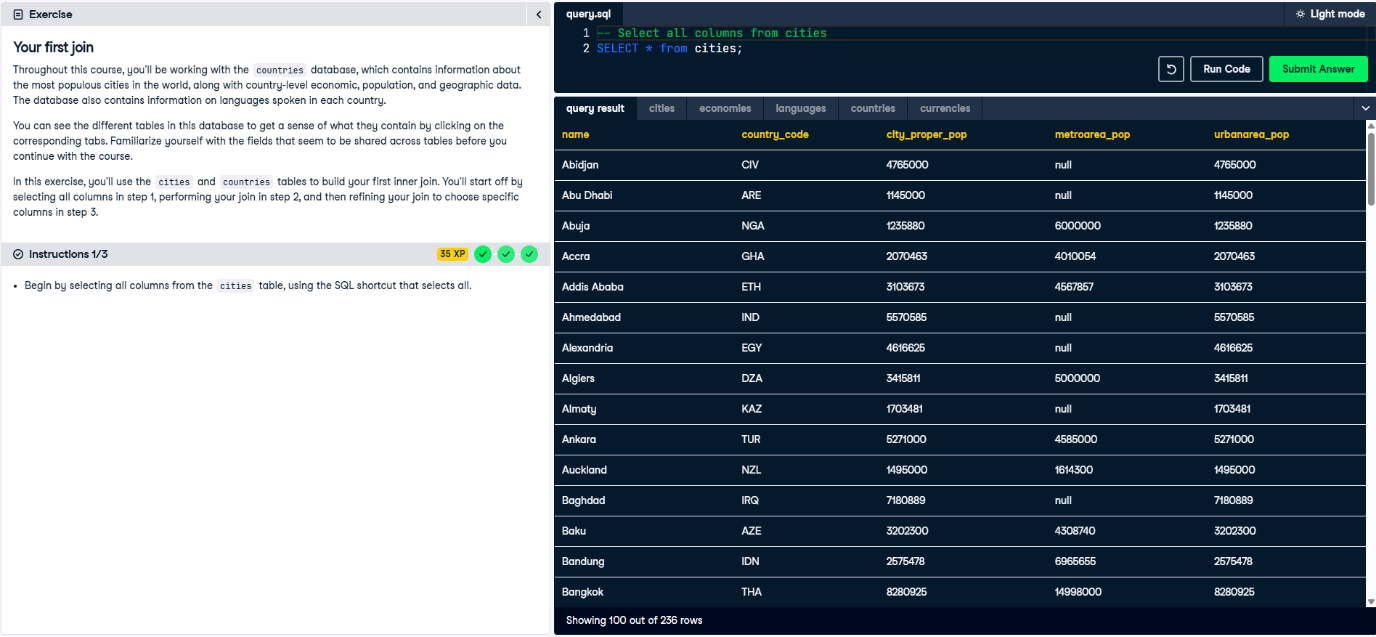 Exercise
Your first join
Throughout this course, you'll be working with the countries database, which contains information about
the most populous cities in the world, along with country-level economic, population, and geographic data.
The database also contains information on languages spoken in each country.
You can see the different tables in this database to get a sense of what they contain by clicking on the
corresponding tabs. Familiarize yourself with the fields that seem to be shared across tables before you
continue with the course.
In this exercise, you'll use the cities and countries tables to build your first inner join. You'll start off by
selecting all columns in step 1, performing your join in step 2, and then refining your join to choose specific
columns in step 3.
Instructions 1/3 35 XP
• Begin by selecting all columns from the cities table, using the SQL shortcut that selects all.
query.sql Light mode
1 -- Select all columns from cities
2 SELECT * from cities;
Run Code Submit Answer
query result cities economies languages countries currencies
name country_code city_proper_pop metroarea_pop urbanarea_pop
Abidjan CIV 4765000 null 4765000
Abu Dhabi ARE 1145000 null 1145000
Abuja NGA 1235880 6000000 1235880
Accra GHA 2070463 4010054 2070463
Addis Ababa ETH 3103673 4567857 3103673
Ahmedabad IND 5570585 null 5570585
Alexandria EGY 4616625 null 4616625
Algiers DZA 3415811 5000000 3415811
Almaty KAZ 1703481 null 1703481
Ankara TUR 5271000 4585000 5271000
Auckland NZL 1495000 1614300 1495000
Baghdad IRQ 7180889 null 7180889
Baku AZE 3202300 4308740 3202300
Bandung IDN 2575478 6965655 2575478
Bangkok THA 8280925 14998000 8280925
Showing 100 out of 236 rows